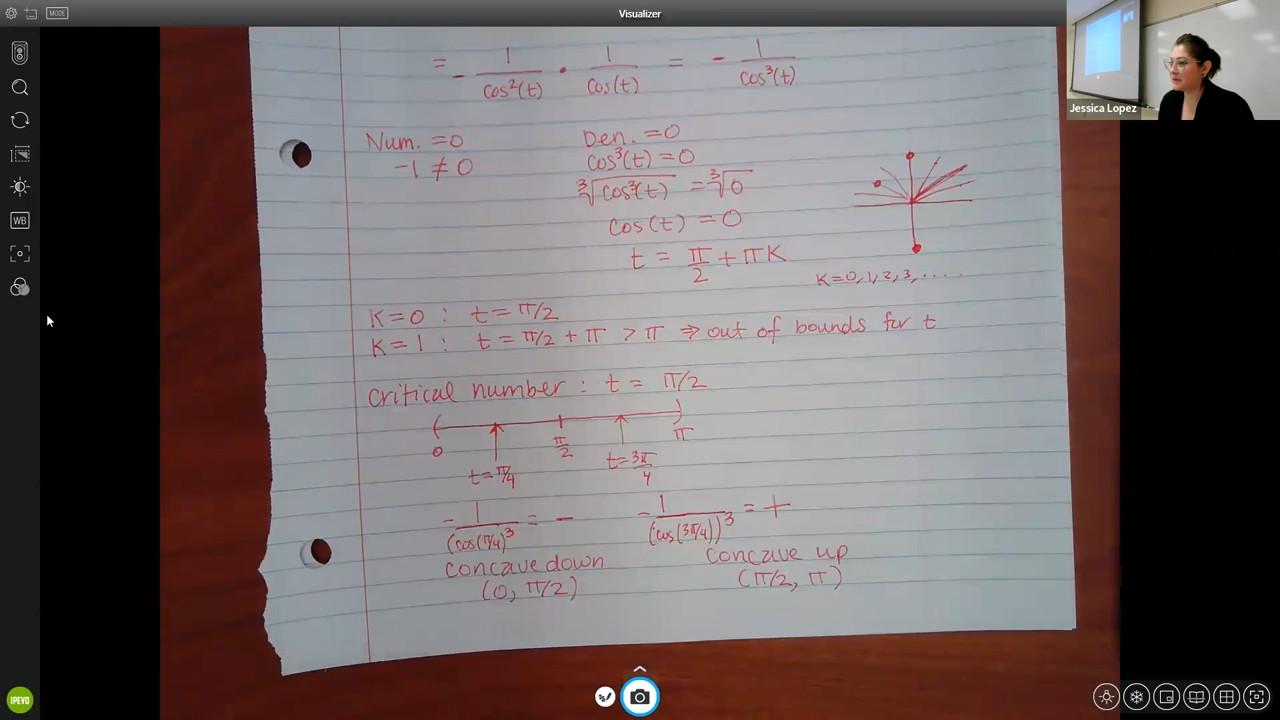 MODE
Visualizer
Jessica Lopez
= - 1/cos²(t) · 1/cos(t) = - 1/cos³(t)
Num. = 0
-1 ≠ 0
Den. = 0
cos³(t) = 0
∛(cos³(t)) = ∛0
cos(t) = 0
t = π/2 + πK
K = 0, 1, 2, 3, .....
K = 0 : t = π/2
K = 1 : t = π/2 + π > π ⇒ out of bounds for t
critical number : t = π/2
0 π/2 π
t = π/4 t = 3π/4
- 1/(cos(π/4)³ = -
- 1/(cos(3π/4))³ = +
concave down
(0, π/2)
concave up
(π/2, π)
WB
IPEVO